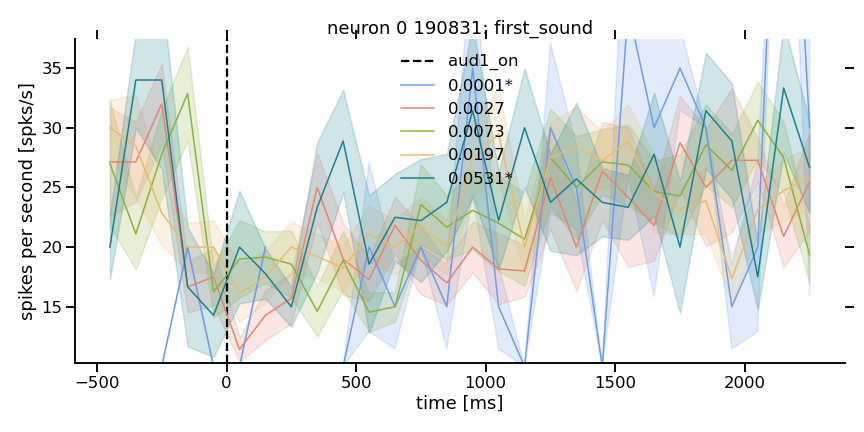 neuron 0 190831: first_sound
aud1_on
0.0001*
0.0027
0.0073
0.0197
0.0531*
spikes per second [spks/s]
35
30
25
20
15
−500 0 500 1000 1500 2000
time [ms]